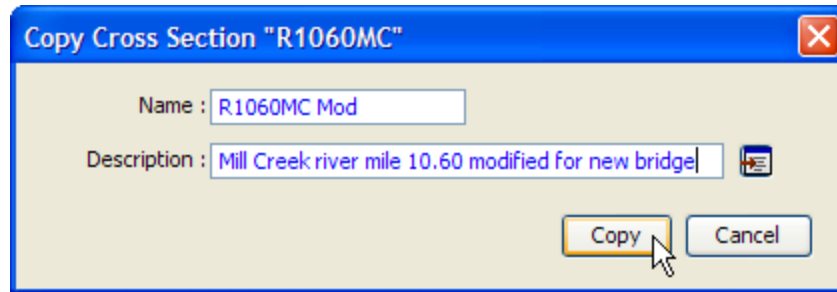 Copy Cross Section "R1060MC"
Name : R1060MC Mod
Description : Mill Creek river mile 10.60 modified for new bridge
Copy Cancel